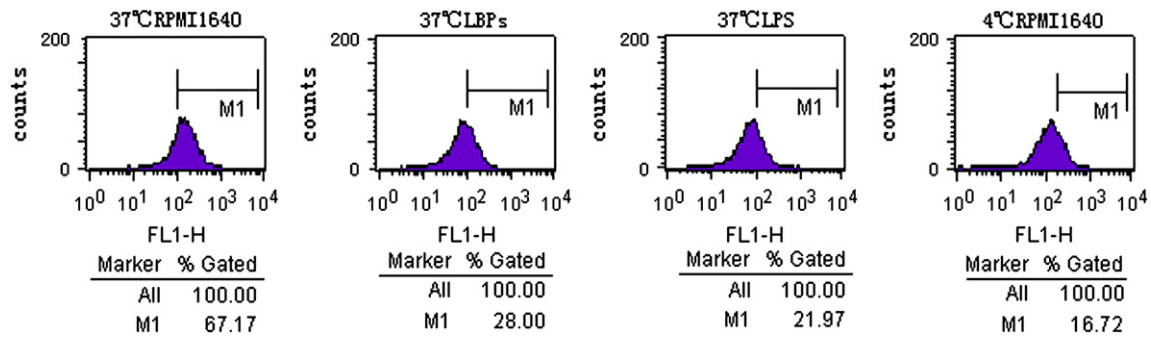 37℃RPMI1640
200
counts
M1
0
10^0 10^1 10^2 10^3 10^4
FL1-H
Marker % Gated
All 100.00
M1 67.17
37℃LBPs
200
counts
M1
0
10^0 10^1 10^2 10^3 10^4
FL1-H
Marker % Gated
All 100.00
M1 28.00
37℃LPS
200
counts
M1
0
10^0 10^1 10^2 10^3 10^4
FL1-H
Marker % Gated
All 100.00
M1 21.97
4℃RPMI1640
200
counts
M1
0
10^0 10^1 10^2 10^3 10^4
FL1-H
Marker % Gated
All 100.00
M1 16.72